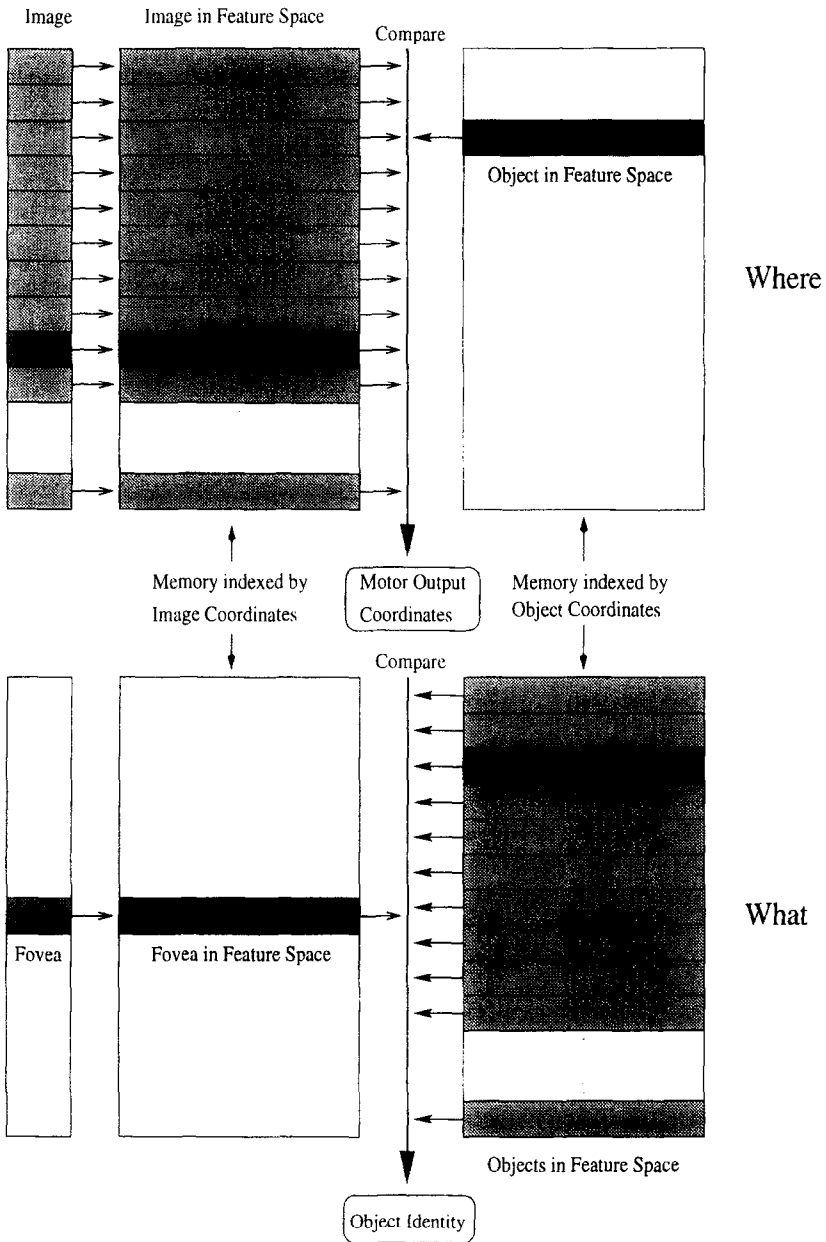 Image
Image in Feature Space
Compare
Object in Feature Space
Where
Memory indexed by
Image Coordinates
Motor Output
Coordinates
Memory indexed by
Object Coordinates
Compare
What
Fovea
Fovea in Feature Space
Objects in Feature Space
Object Identity